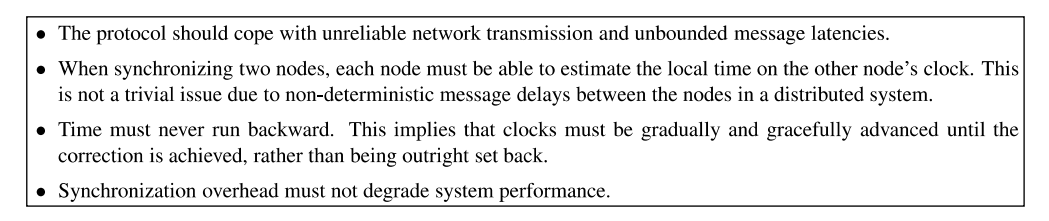 • The protocol should cope with unreliable network transmission and unbounded message latencies.
• When synchronizing two nodes, each node must be able to estimate the local time on the other node's clock. This
is not a trivial issue due to non-deterministic message delays between the nodes in a distributed system.
• Time must never run backward. This implies that clocks must be gradually and gracefully advanced until the
correction is achieved, rather than being outright set back.
• Synchronization overhead must not degrade system performance.